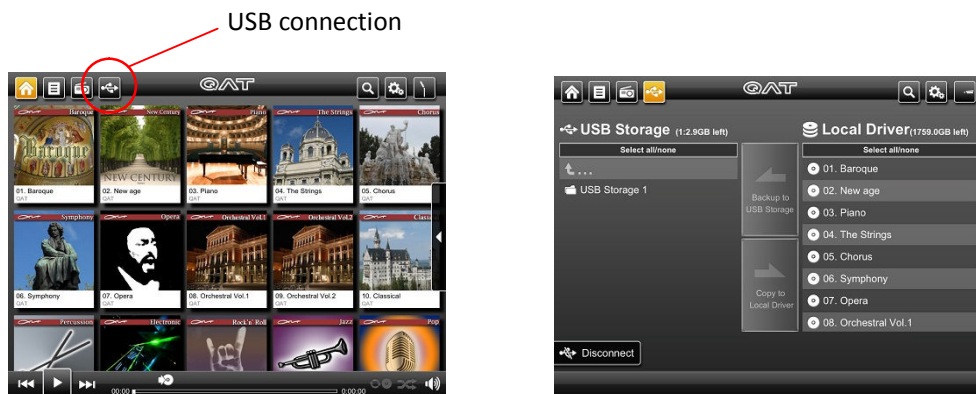 USB connection
QAT
Baroque
New Century
Piano
The Strings
Chorus
Baroque
NEW CENTURY
01. Baroque
02. New age
03. Piano
04. The Strings
05. Chorus
QAT
QAT
QAT
QAT
QAT
Symphony
Opera
Orchestral Vol.1
Orchestral Vol.2
Classi
06. Symphony
07. Opera
08. Orchestral Vol.1
09. Orchestral Vol.2
10. Classical
QAT
QAT
QAT
QAT
QAT
Percussion
Electronic
Rock'n' Roll
Jazz
Pop
00:00
0:00:00
QAT
USB Storage (1:2.9GB left)
Select all/none
...
USB Storage 1
Backup to
USB Storage
Copy to
Local Driver
Local Driver(1759.0GB left)
Select all/none
01. Baroque
02. New age
03. Piano
04. The Strings
05. Chorus
06. Symphony
07. Opera
08. Orchestral Vol.1
Disconnect